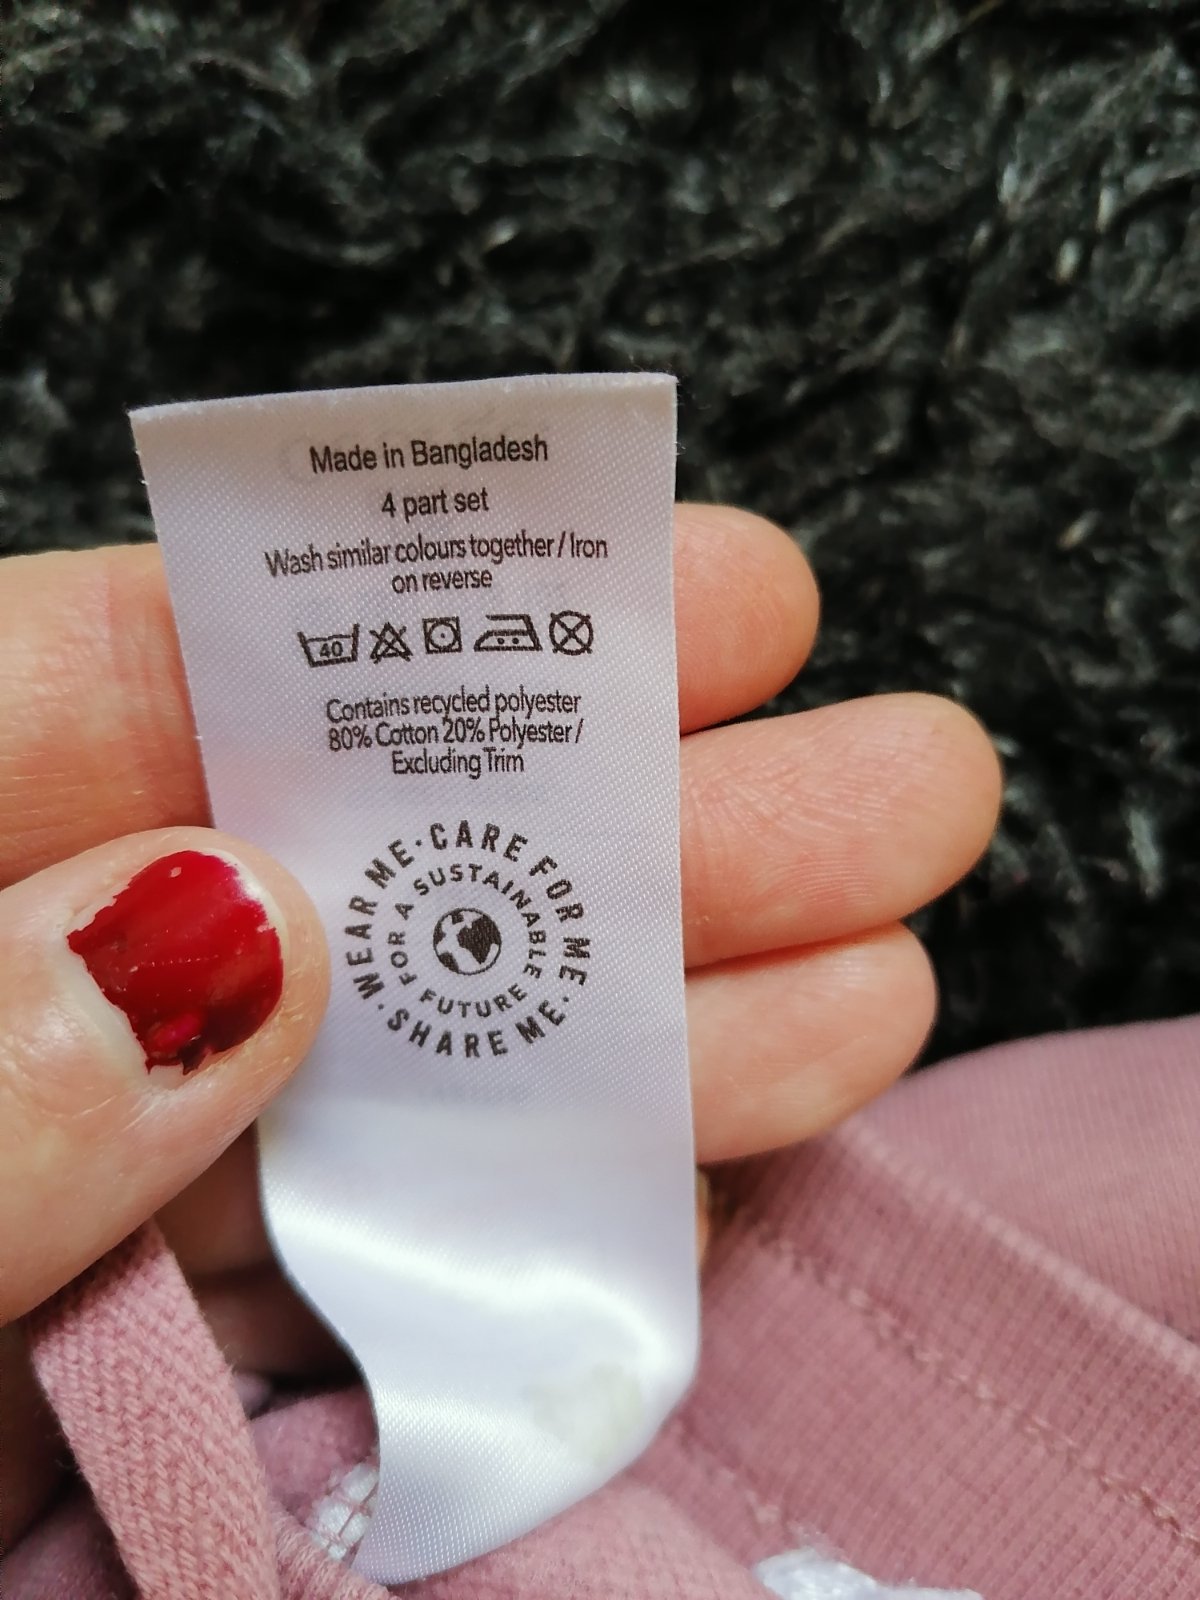 Made in Bangladesh
4 part set
Wash similar colours together / Iron
on reverse
40
Contains recycled polyester
80% Cotton 20% Polyester /
Excluding Trim
WEAR ME · CARE FOR ME · SHARE ME ·
FOR A SUSTAINABLE FUTURE